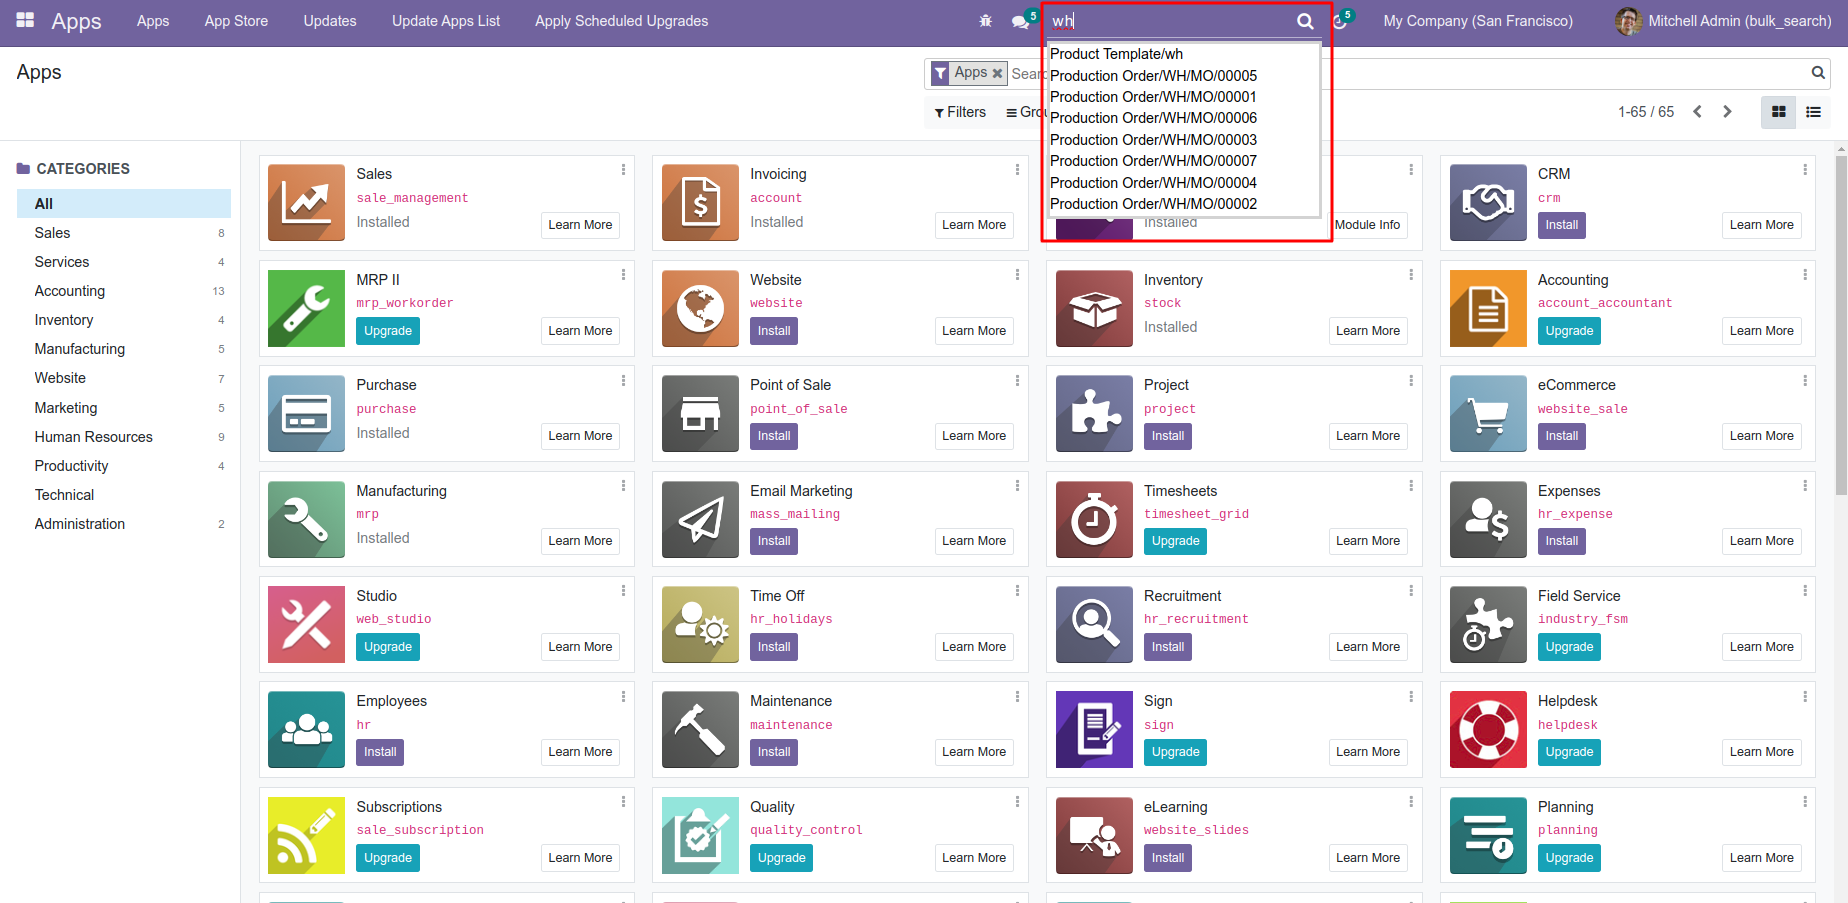 Apps Apps App Store Updates Update Apps List Apply Scheduled Upgrades 5 wh 5 My Company (San Francisco) Mitchell Admin (bulk_search)
Product Template/wh
Production Order/WH/MO/00005
Production Order/WH/MO/00001
Production Order/WH/MO/00006
Production Order/WH/MO/00003
Production Order/WH/MO/00007
Production Order/WH/MO/00004
Production Order/WH/MO/00002
Apps
Apps Searc
Filters Grou 1-65 / 65
CATEGORIES
All
Sales 8
Services 4
Accounting 13
Inventory 4
Manufacturing 5
Website 7
Marketing 5
Human Resources 9
Productivity 4
Technical
Administration 2
Sales
sale_management
Installed Learn More
Invoicing
account
Installed Learn More
Installed Module Info
CRM
crm
Install Learn More
MRP II
mrp_workorder
Upgrade Learn More
Website
website
Install Learn More
Inventory
stock
Installed Learn More
Accounting
account_accountant
Upgrade Learn More
Purchase
purchase
Installed Learn More
Point of Sale
point_of_sale
Install Learn More
Project
project
Install Learn More
eCommerce
website_sale
Install Learn More
Manufacturing
mrp
Installed Learn More
Email Marketing
mass_mailing
Install Learn More
Timesheets
timesheet_grid
Upgrade Learn More
Expenses
hr_expense
Install Learn More
Studio
web_studio
Upgrade Learn More
Time Off
hr_holidays
Install Learn More
Recruitment
hr_recruitment
Install Learn More
Field Service
industry_fsm
Upgrade Learn More
Employees
hr
Install Learn More
Maintenance
maintenance
Install Learn More
Sign
sign
Upgrade Learn More
Helpdesk
helpdesk
Upgrade Learn More
Subscriptions
sale_subscription
Upgrade Learn More
Quality
quality_control
Upgrade Learn More
eLearning
website_slides
Install Learn More
Planning
planning
Upgrade Learn More